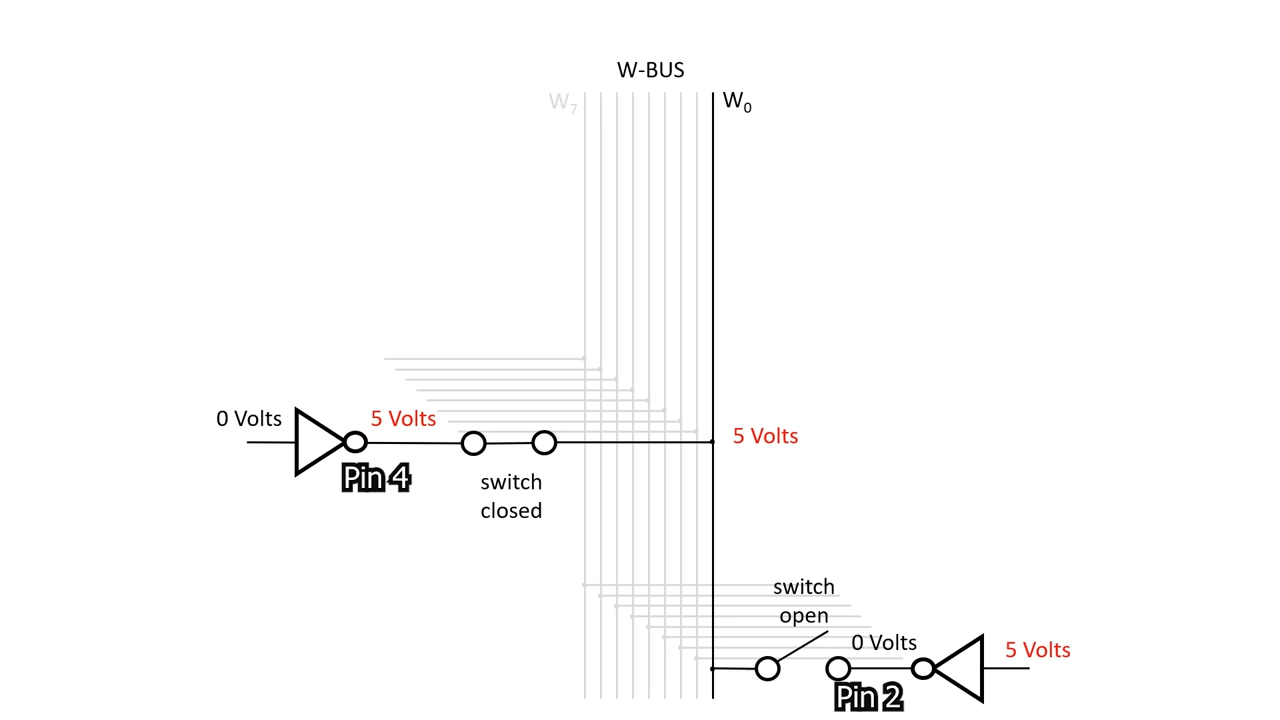 W-BUS
W₇
W₀
0 Volts
5 Volts
5 Volts
Pin 4
switch
closed
switch
open
0 Volts
5 Volts
Pin 2